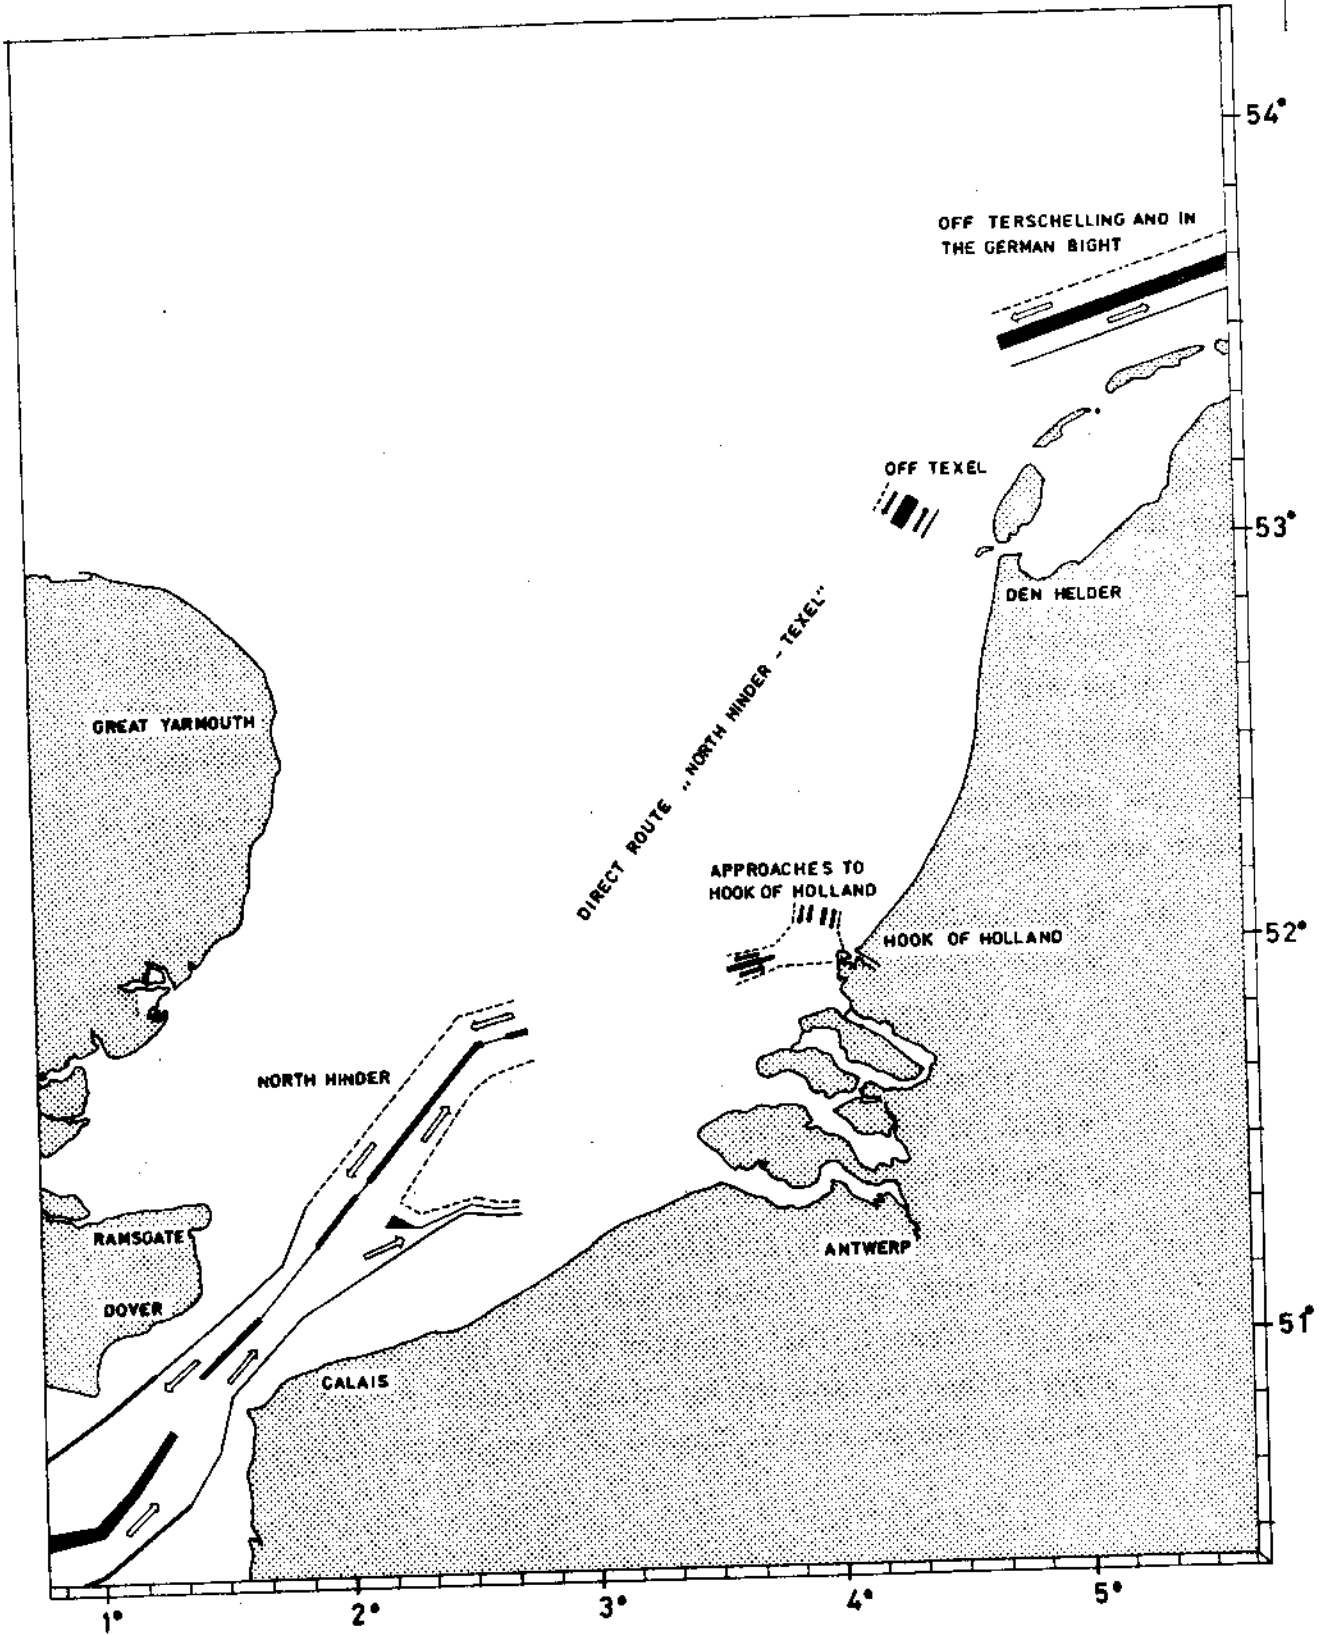 54°
OFF TERSCHELLING AND IN
THE GERMAN BIGHT
OFF TEXEL
53°
DEN HELDER
DIRECT ROUTE „NORTH HINDER - TEXEL"
GREAT YARMOUTH
APPROACHES TO
HOOK OF HOLLAND
HOOK OF HOLLAND
52°
NORTH HINDER
RAMSGATE
ANTWERP
DOVER
51°
CALAIS
1°
2°
3°
4°
5°